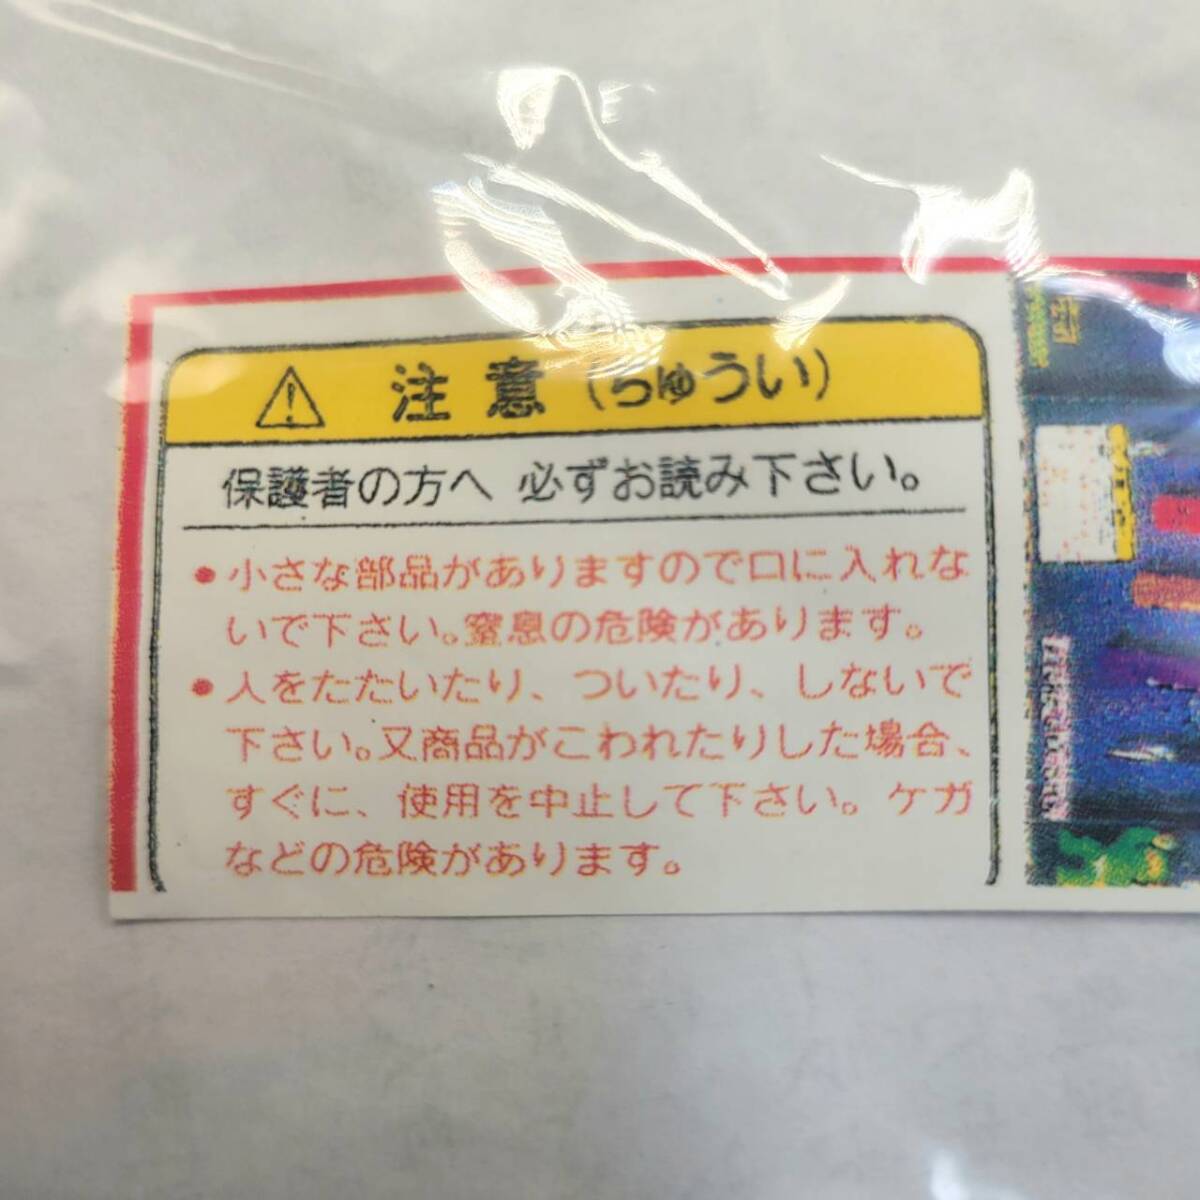 注意(ちゅうい)
保護者の方へ 必ずお読み下さい。
●小さな部品がありますので口に入れな
いで下さい。窒息の危険があります。
●人をたたいたり、ついたり、しないで
下さい。又商品がこわれたりした場合、
すぐに、使用を中止して下さい。ケガ
などの危険があります。